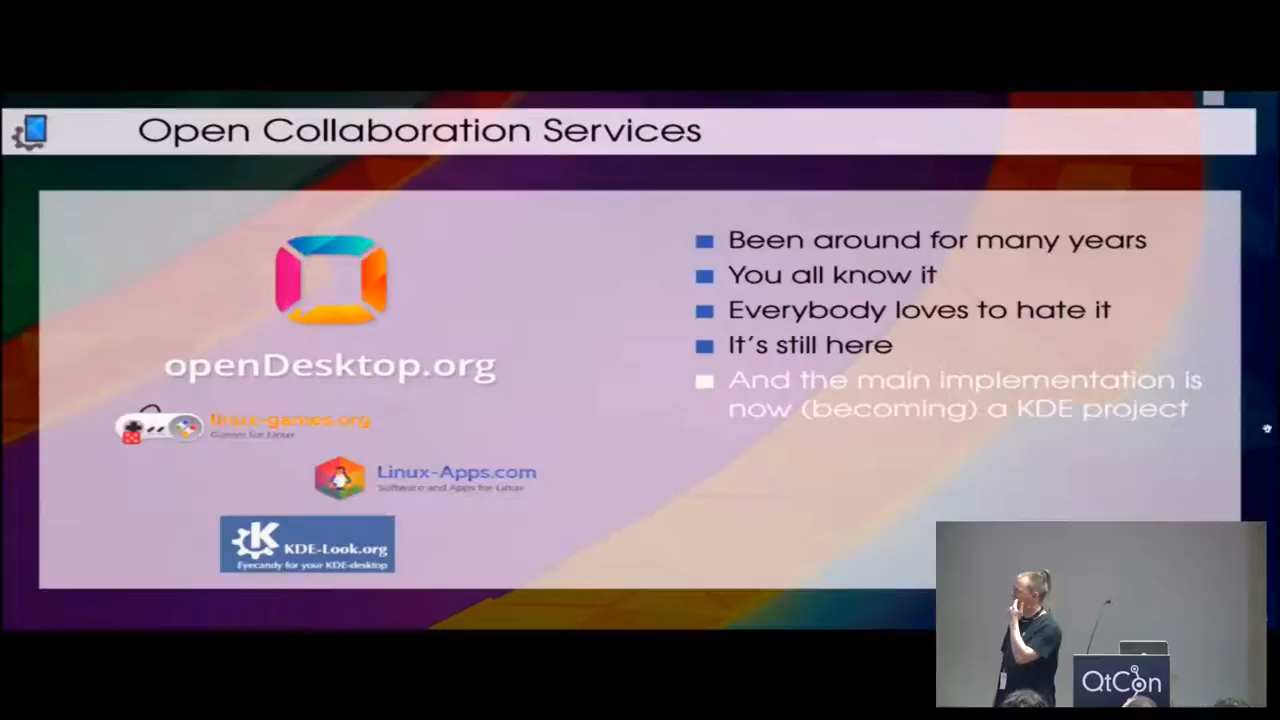 Open Collaboration Services
openDesktop.org
linux-games.org
Games for Linux
Linux-Apps.com
Software and Apps for Linux
KDE-Look.org
Eyecandy for your KDE-desktop
Been around for many years
You all know it
Everybody loves to hate it
It's still here
And the main implementation is
now (becoming) a KDE project
QtCon